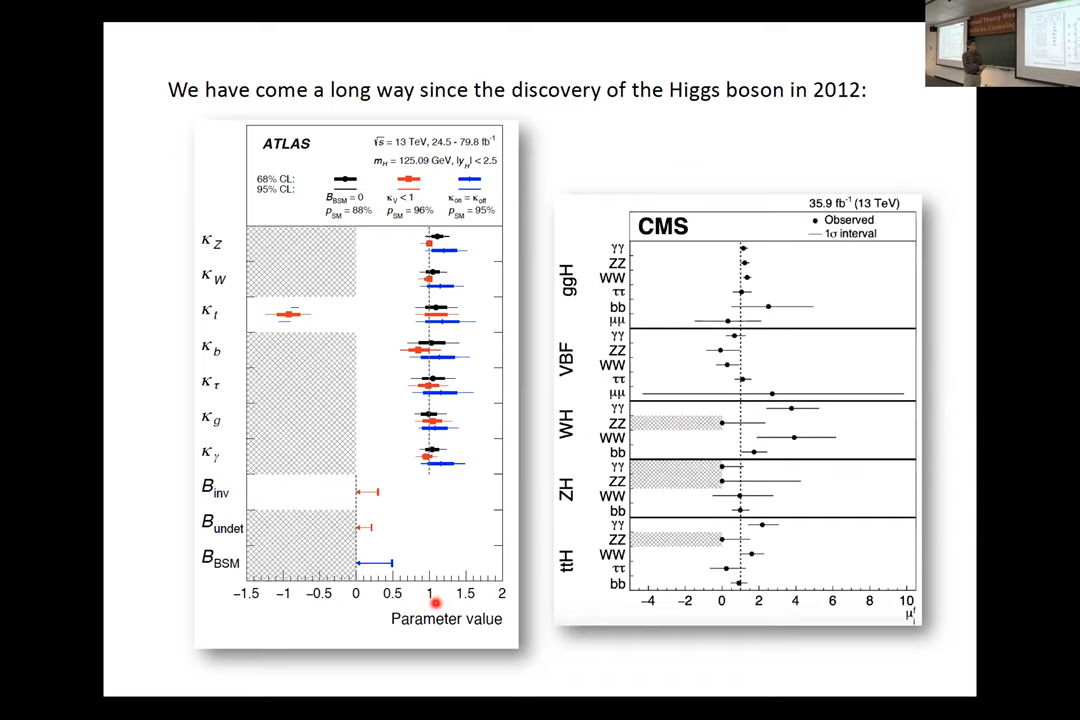 We have come a long way since the discovery of the Higgs boson in 2012:
ATLAS
√s = 13 TeV, 24.5 - 79.8 fb⁻¹
m_H = 125.09 GeV, |y_H| < 2.5
68% CL:
95% CL:
B_BSM = 0
p_SM = 88%
κ_V < 1
p_SM = 96%
κ_on = κ_off
p_SM = 95%
κ_Z
κ_W
κ_t
κ_b
κ_τ
κ_g
κ_γ
B_inv
B_undet
B_BSM
−1.5 −1 −0.5 0 0.5 1 1.5 2
Parameter value
35.9 fb⁻¹ (13 TeV)
CMS
Observed
1σ interval
ggH
γγ
ZZ
WW
ττ
bb
μμ
VBF
γγ
ZZ
WW
ττ
μμ
WH
γγ
ZZ
WW
bb
ZH
γγ
ZZ
WW
bb
ttH
γγ
ZZ
WW
ττ
bb
−4 −2 0 2 4 6 8 10
μ_i^f